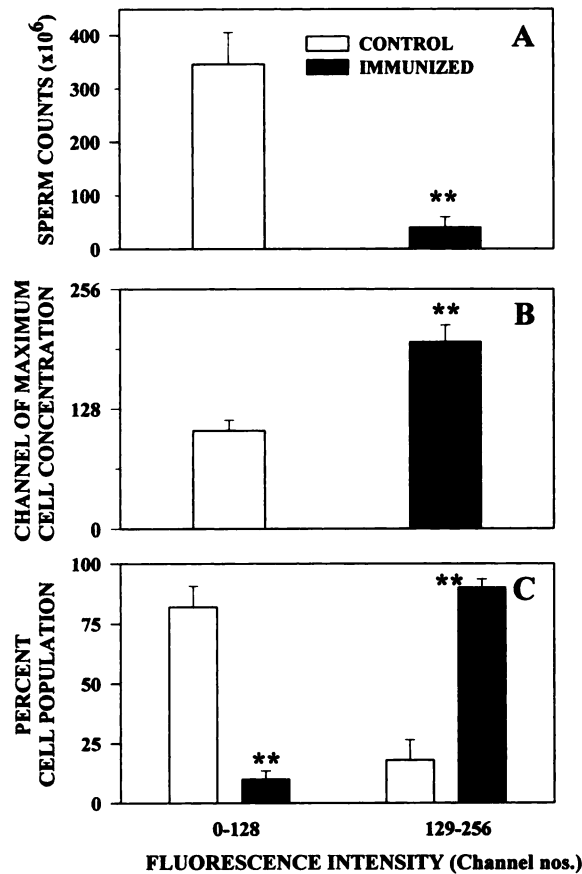 SPERM COUNTS (x10⁶)
400
300
200
100
0
CONTROL
IMMUNIZED
A
**
CHANNEL OF MAXIMUM
CELL CONCENTRATION
256
128
0
B
**
PERCENT
CELL POPULATION
100
75
50
25
0
C
**
**
0-128
129-256
FLUORESCENCE INTENSITY (Channel nos.)